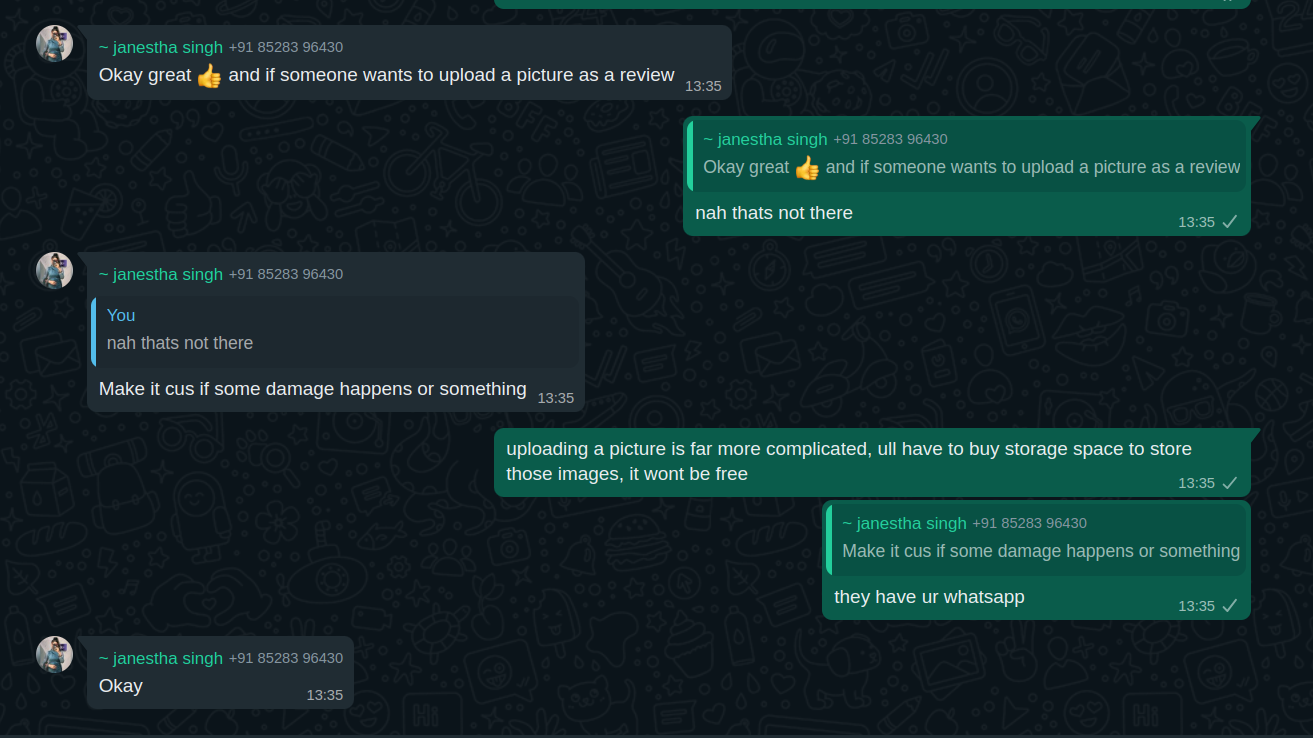 ~ janestha singh +91 85283 96430
Okay great 👍 and if someone wants to upload a picture as a review
13:35
~ janestha singh +91 85283 96430
Okay great 👍 and if someone wants to upload a picture as a review
nah thats not there
13:35
~ janestha singh +91 85283 96430
You
nah thats not there
Make it cus if some damage happens or something
13:35
uploading a picture is far more complicated, ull have to buy storage space to store
those images, it wont be free
13:35
~ janestha singh +91 85283 96430
Make it cus if some damage happens or something
they have ur whatsapp
13:35
~ janestha singh +91 85283 96430
Okay
13:35